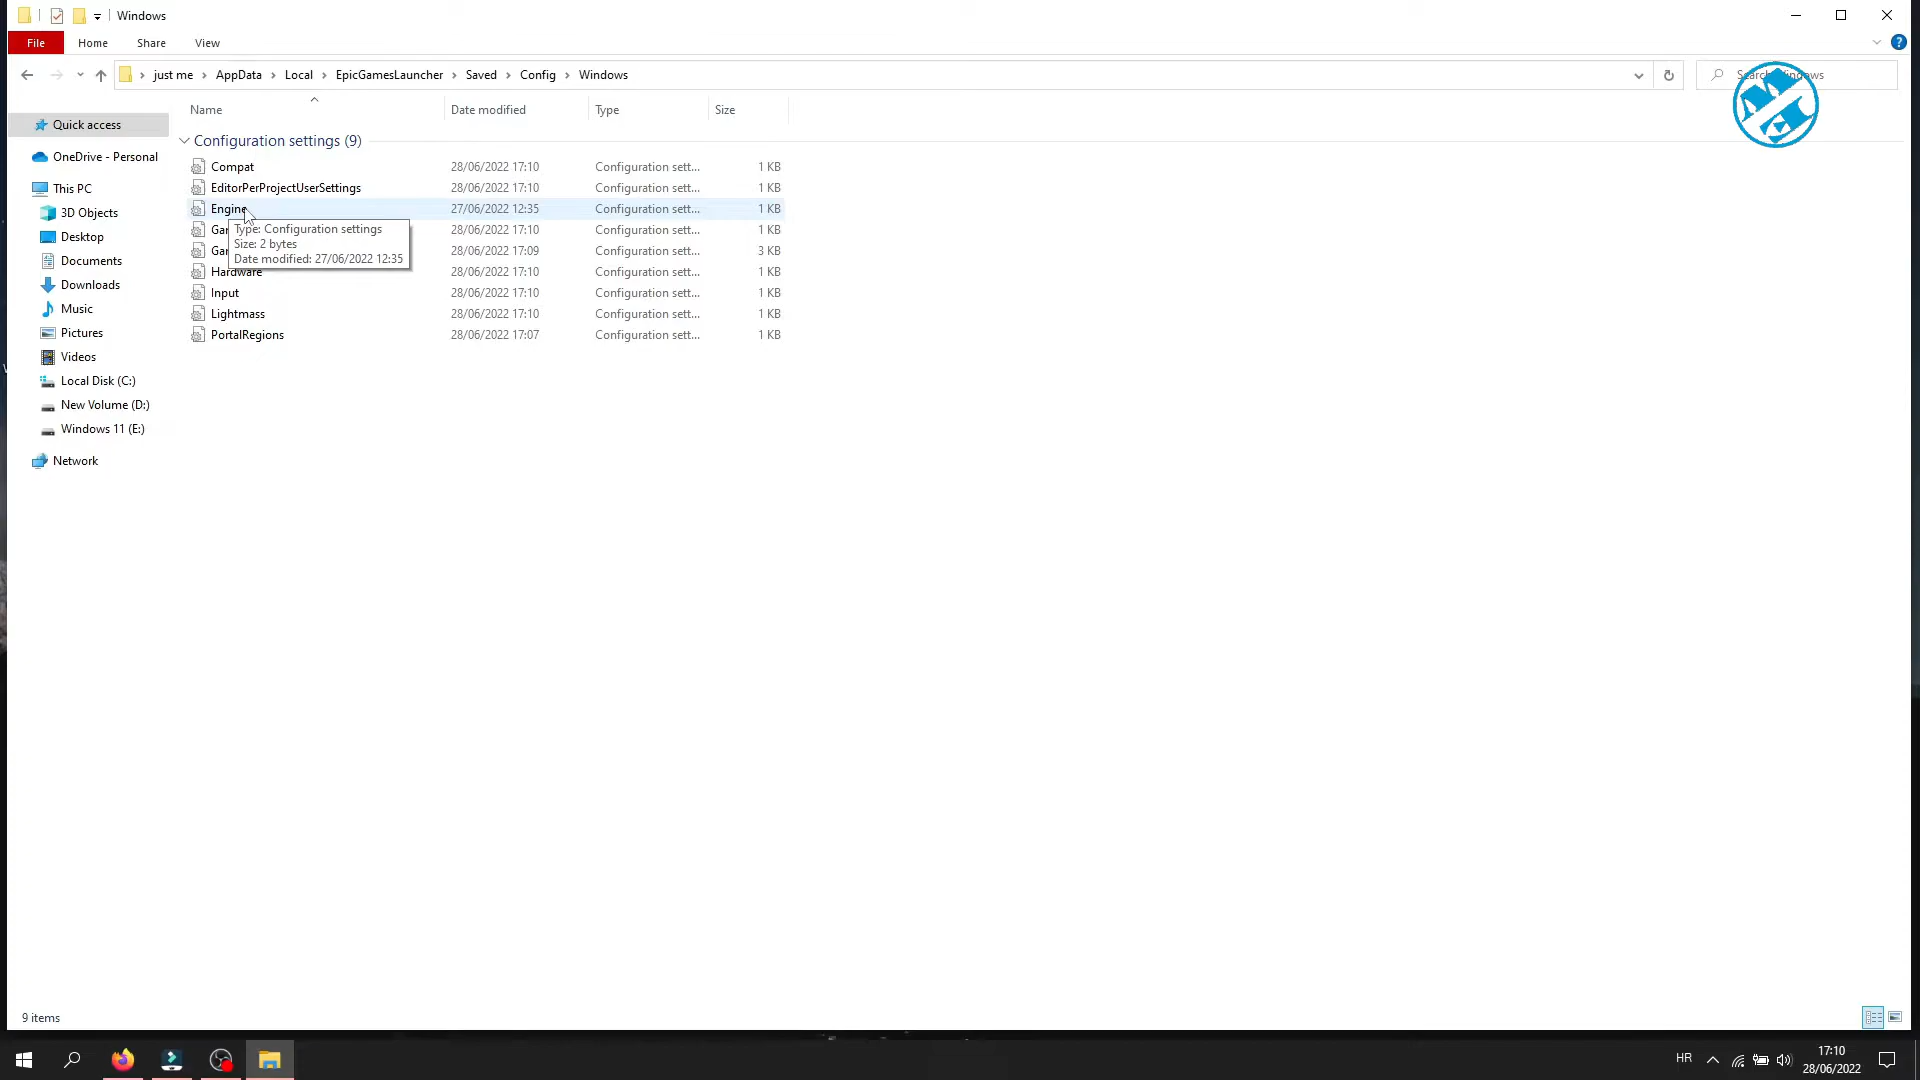 Windows
File
Home
Share
View
just me
AppData
Local
EpicGamesLauncher
Saved
Config
Windows
Name
Date modified
Type
Size
Quick access
OneDrive - Personal
This PC
3D Objects
Desktop
Documents
Downloads
Music
Pictures
Videos
Local Disk (C:)
New Volume (D:)
Windows 11 (E:)
Network
Configuration settings (9)
Compat 28/06/2022 17:10 Configuration sett... 1 KB
EditorPerProjectUserSettings 28/06/2022 17:10 Configuration sett... 1 KB
Engine 27/06/2022 12:35 Configuration sett... 1 KB
28/06/2022 17:10 Configuration sett... 1 KB
28/06/2022 17:09 Configuration sett... 3 KB
Hardware 28/06/2022 17:10 Configuration sett... 1 KB
Input 28/06/2022 17:10 Configuration sett... 1 KB
Lightmass 28/06/2022 17:10 Configuration sett... 1 KB
PortalRegions 28/06/2022 17:07 Configuration sett... 1 KB
Type: Configuration settings
Size: 2 bytes
Date modified: 27/06/2022 12:35
9 items
HR
17:10
28/06/2022